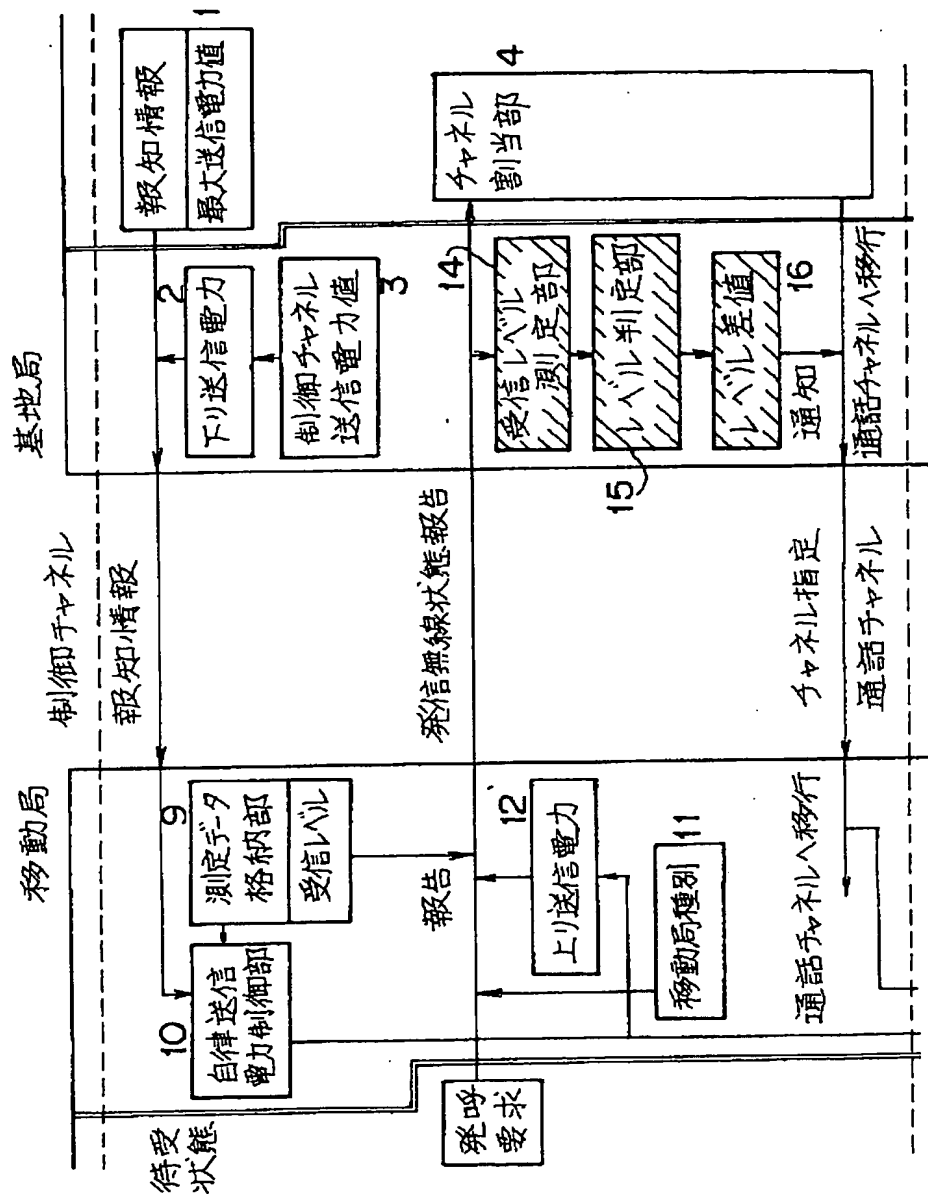 移動局
制御チャネル
基地局
待受
状態
報知情報
報知情報
最大送信電力値
1
10
自律送信
電力制御部
9
測定データ
格納部
受信レベル
2
下り送信電力
制御チャネル
送信電力値
3
発呼
要求
報告
発信無線状態報告
12
上り送信電力
移動局種別
11
14
受信レベル
測定部
レベル判定部
15
レベル差値
16
通知
チャネル
割当部
4
通話チャネルへ移行
チャネル指定
通話チャネル
通話チャネルへ移行